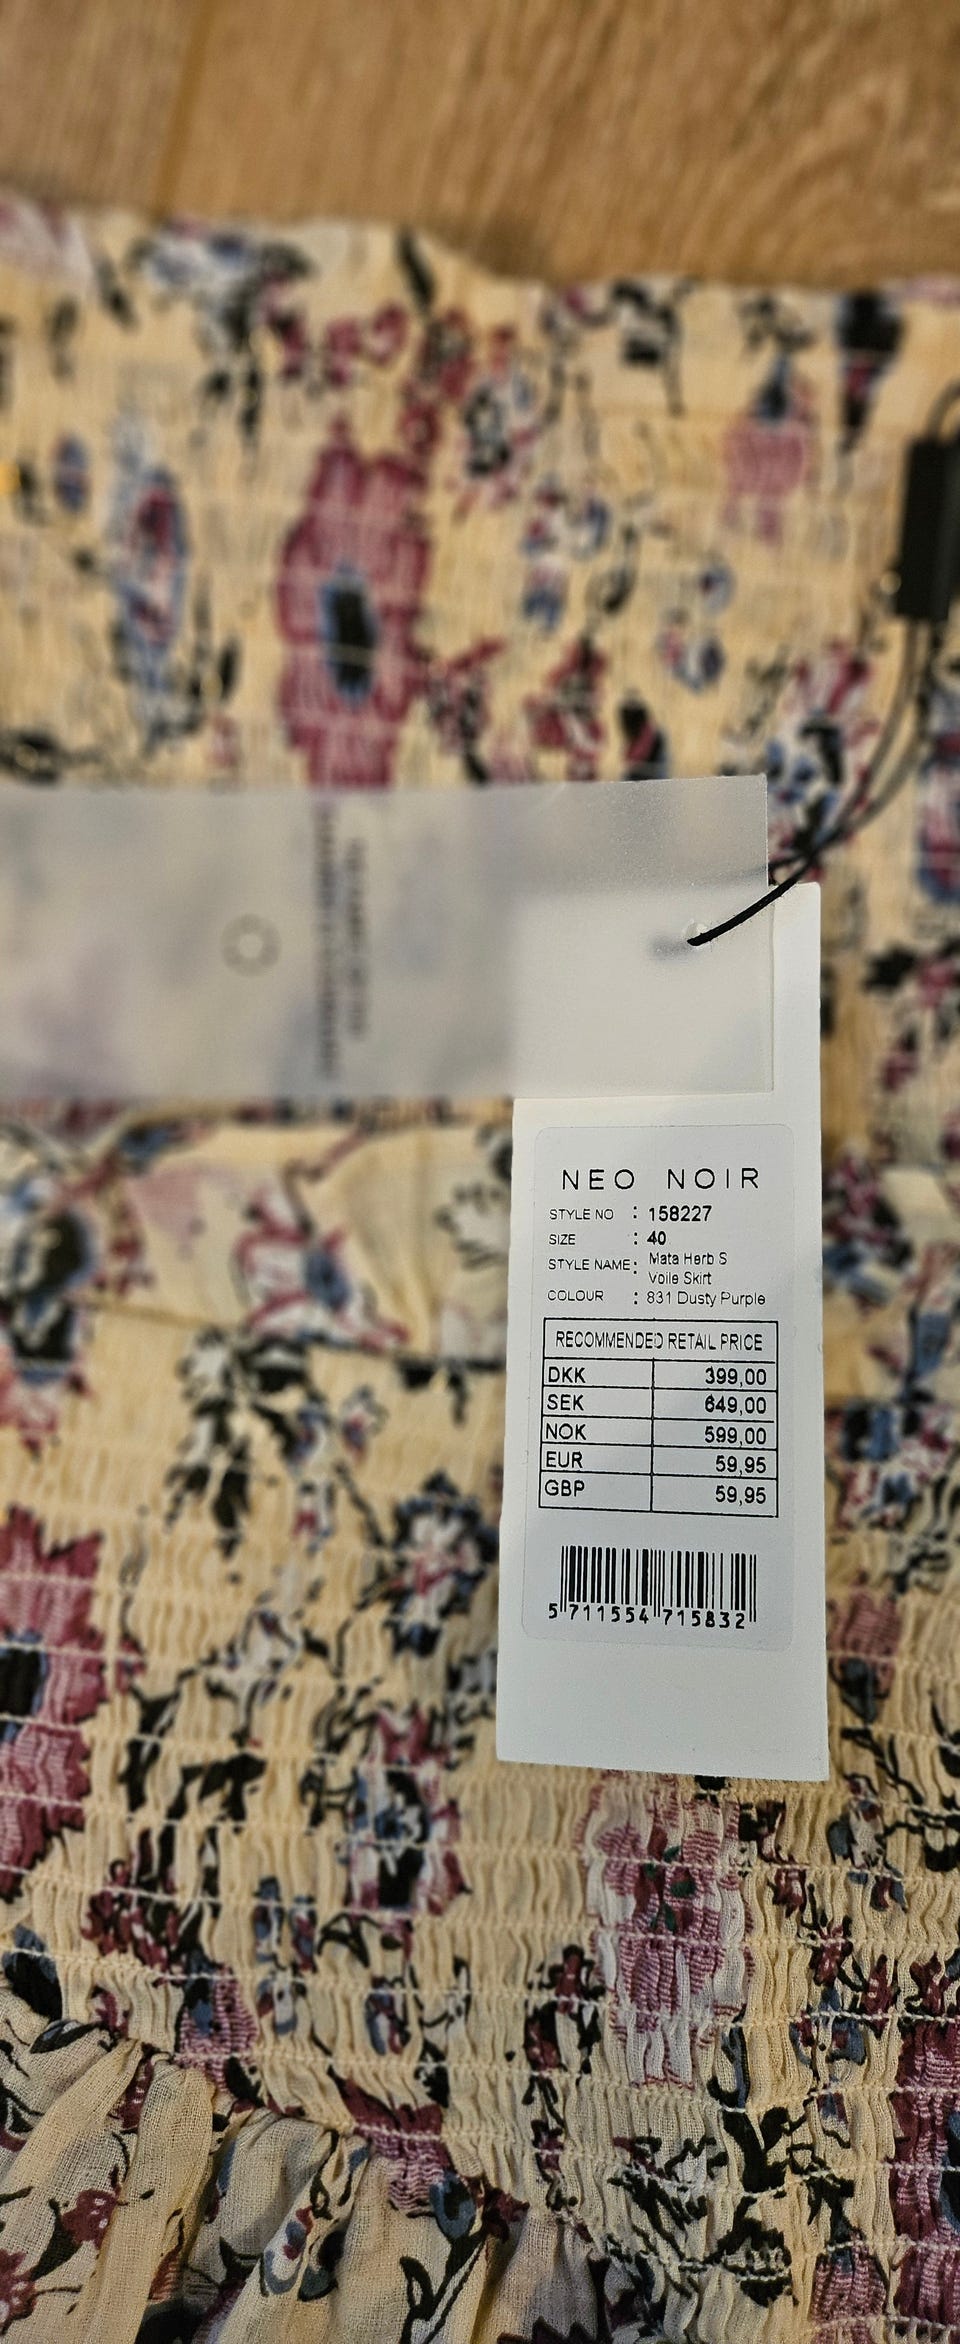 NEO NOIR
STYLE NO : 158227
SIZE : 40
STYLE NAME : Mata Herb S
Voile Skirt
COLOUR : 831 Dusty Purple
RECOMMENDED RETAIL PRICE
DKK 399,00
SEK 649,00
NOK 599,00
EUR 59,95
GBP 59,95
5 711554 715832